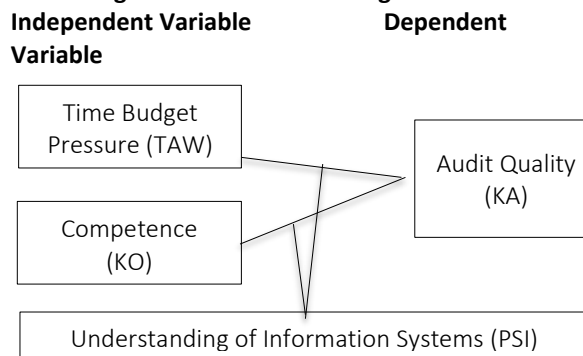 Independent Variable Dependent
Variable
Time Budget
Pressure (TAW)
Audit Quality
(KA)
Competence
(KO)
Understanding of Information Systems (PSI)